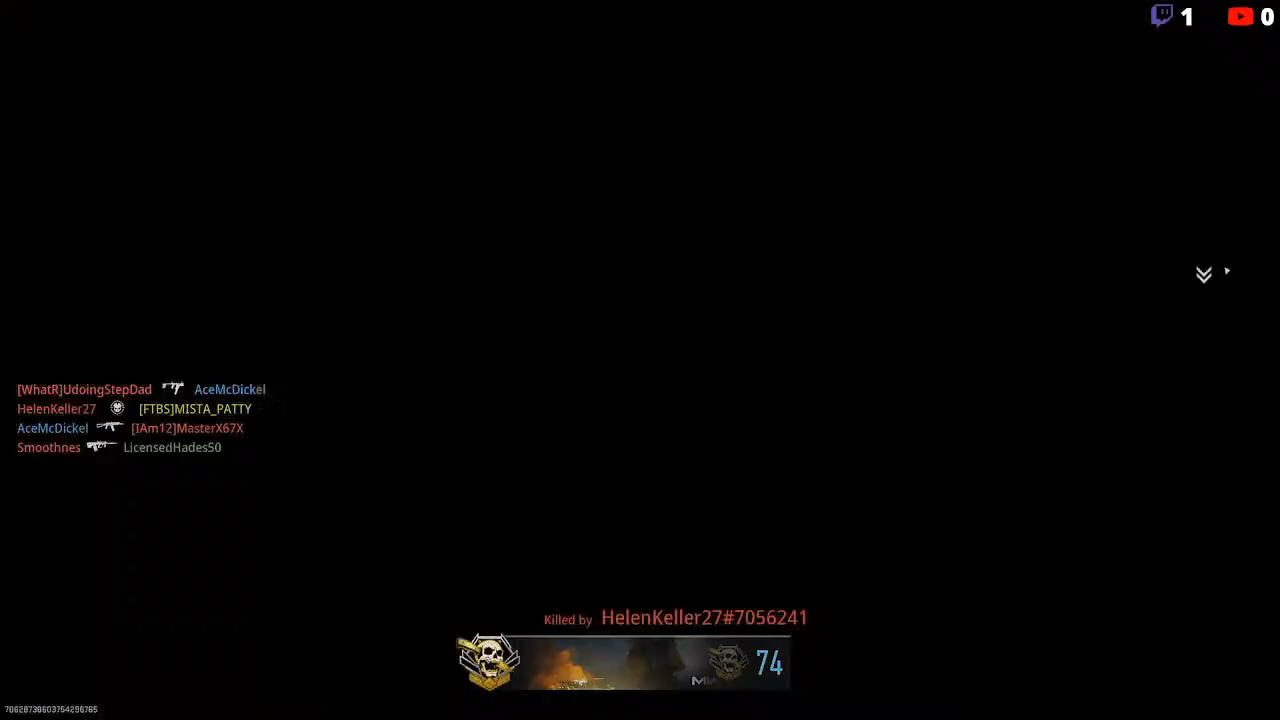 1 0
[WhatR]UdoingStepDad AceMcDickel
HelenKeller27 [FTBS]MISTA_PATTY
AceMcDickel [IAm12]MasterX67X
Smoothnes LicensedHades50
Killed by HelenKeller27#7056241
74